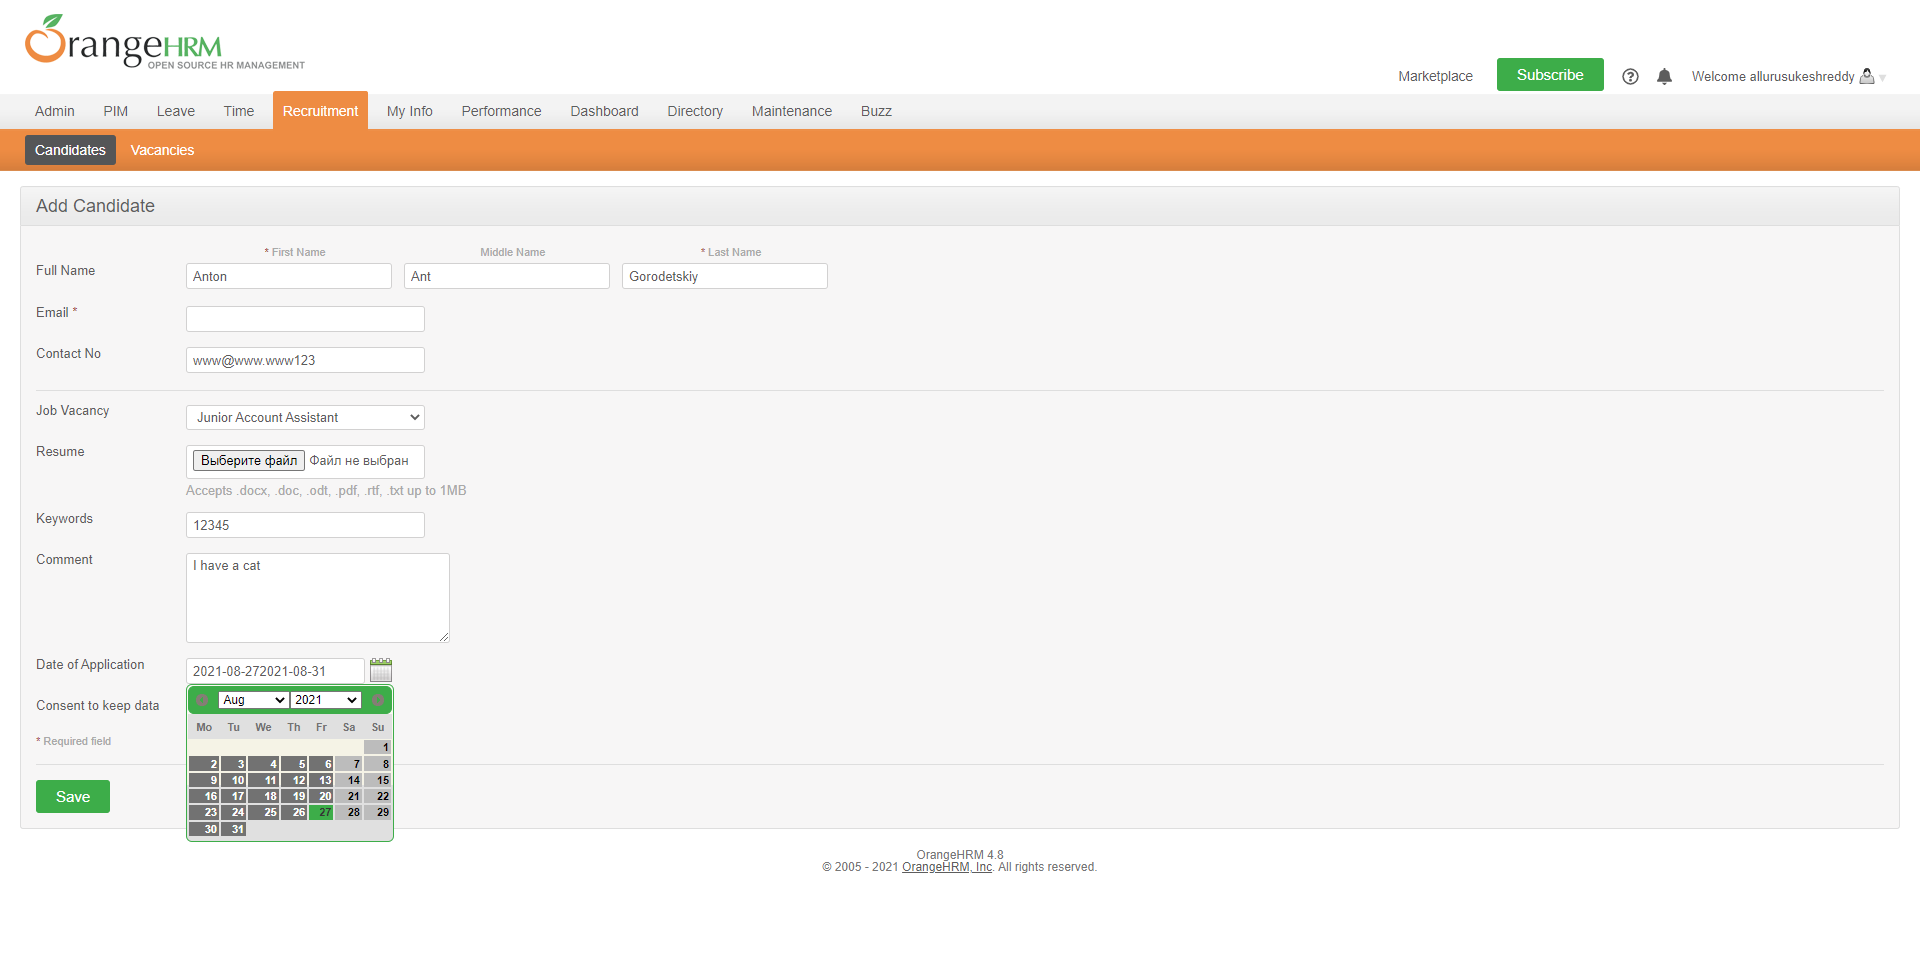 OrangeHRM
OPEN SOURCE HR MANAGEMENT
Marketplace Subscribe Welcome allurusukeshreddy
Admin PIM Leave Time Recruitment My Info Performance Dashboard Directory Maintenance Buzz
Candidates Vacancies
Add Candidate
* First Name Middle Name * Last Name
Full Name Anton Ant Gorodetskiy
Email *
Contact No www@www.www123
Job Vacancy Junior Account Assistant
Resume Выберите файл Файл не выбран
Accepts .docx, .doc, .odt, .pdf, .rtf, .txt up to 1MB
Keywords 12345
Comment I have a cat
Date of Application 2021-08-272021-08-31
Consent to keep data Aug 2021
Mo Tu We Th Fr Sa Su
* Required field
1
2 3 4 5 6 7 8
9 10 11 12 13 14 15
Save 16 17 18 19 20 21 22
23 24 25 26 27 28 29
30 31
OrangeHRM 4.8
© 2005 - 2021 OrangeHRM, Inc. All rights reserved.